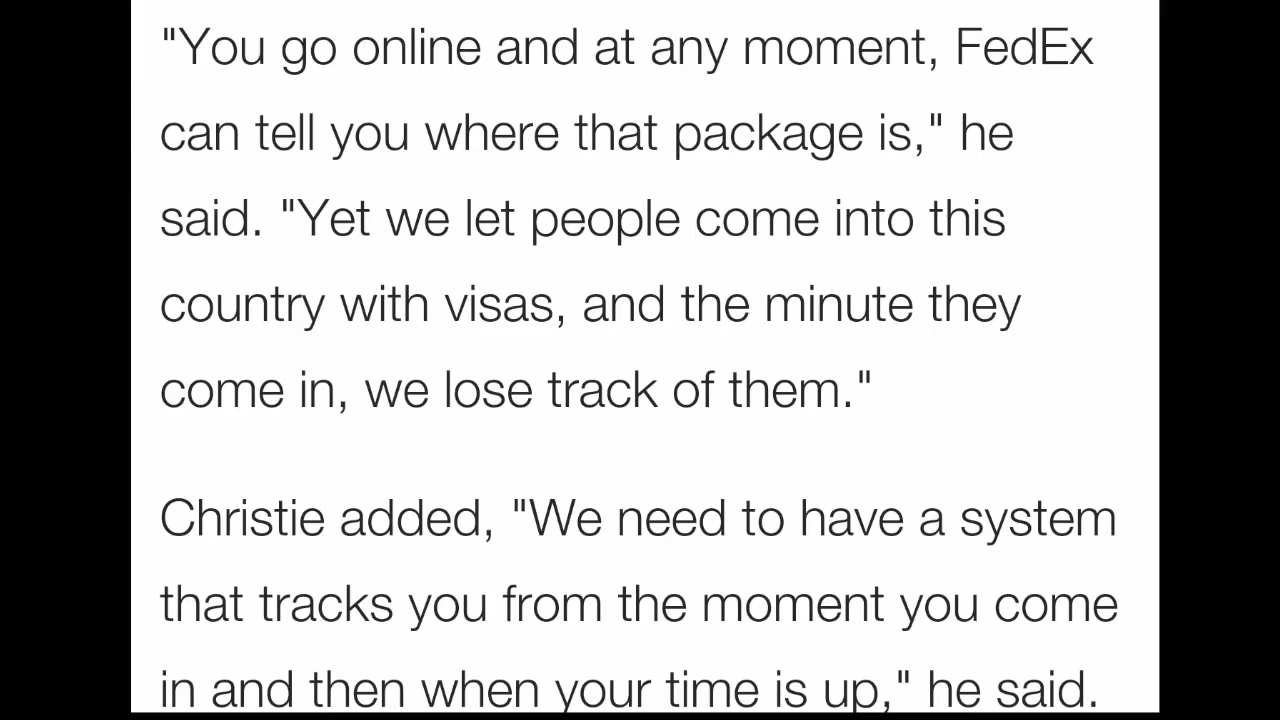 "You go online and at any moment, FedEx
can tell you where that package is," he
said. "Yet we let people come into this
country with visas, and the minute they
come in, we lose track of them."
Christie added, "We need to have a system
that tracks you from the moment you come
in and then when your time is up," he said.